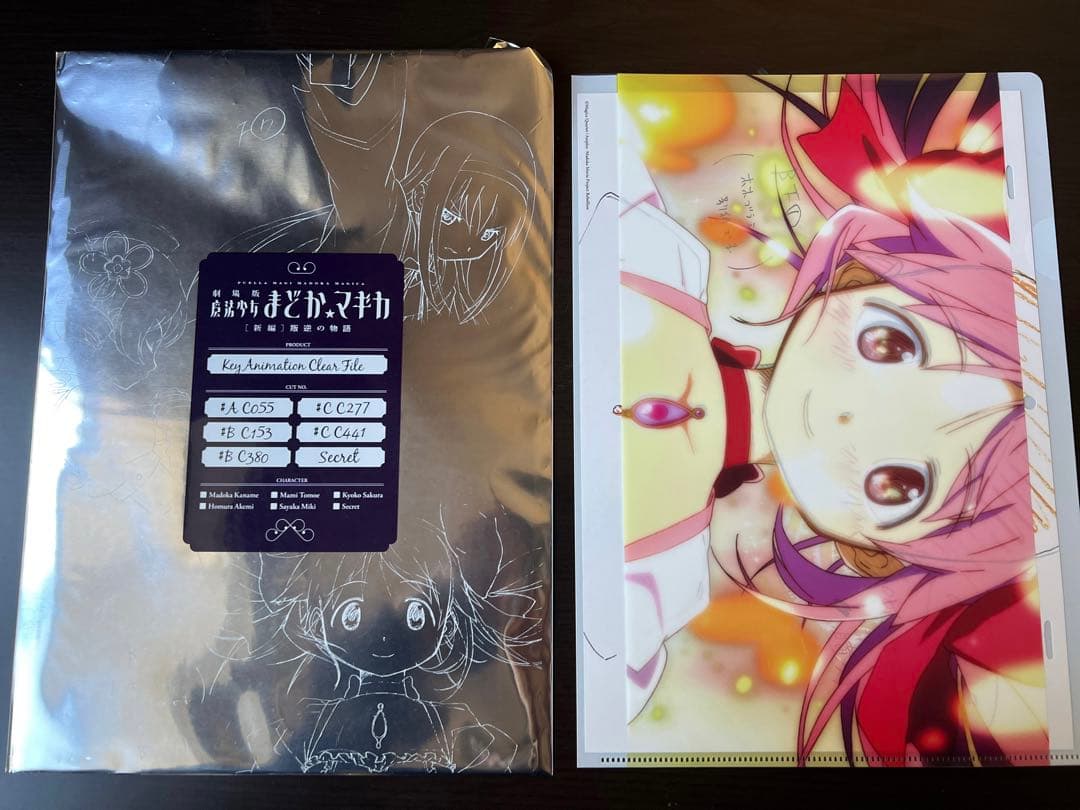 PUELLA MAGI MADOKA MAGICA
劇場版
魔法少女まどか☆マギカ
[新編]叛逆の物語
PRODUCT
Key Animation Clear File
CUT NO.
#A C055 #C C277
#B C153 #C C441
#B C380 Secret
CHARACTER
Madoka Kaname Mami Tomoe Kyoko Sakura
Homura Akemi Sayaka Miki Secret